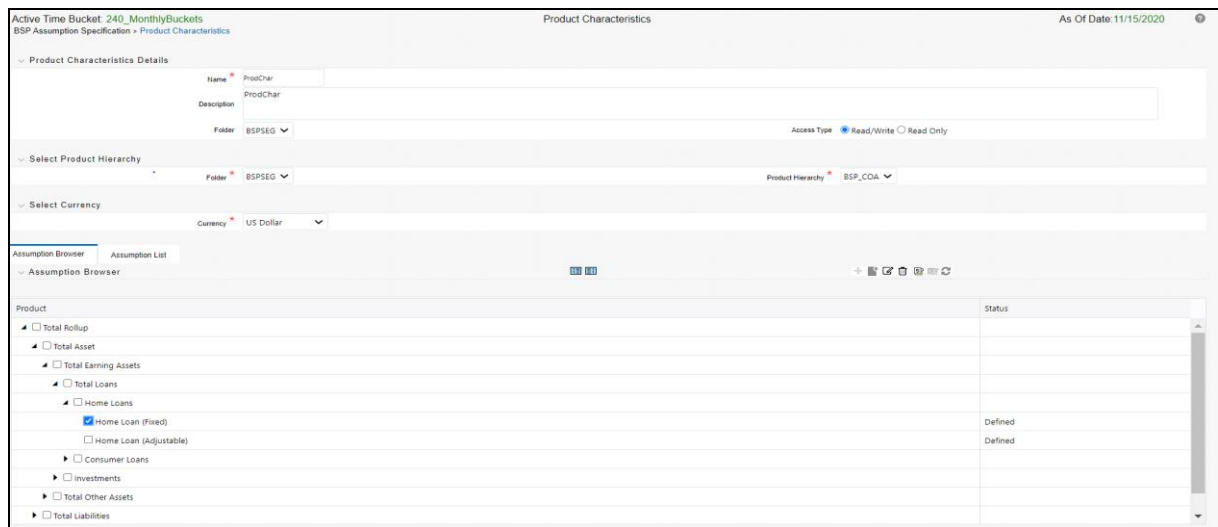 Active Time Bucket: 240_MonthlyBuckets Product Characteristics As Of Date:11/15/2020
BSP Assumption Specification > Product Characteristics
Product Characteristics Details
Name * ProdChar
Description ProdChar
Folder BSPSEG Access Type Read/Write Read Only
Select Product Hierarchy
Folder * BSPSEG Product Hierarchy * BSP_COA
Select Currency
Currency * US Dollar
Assumption Browser Assumption List
Assumption Browser
Product Status
Total Rollup
Total Asset
Total Earning Assets
Total Loans
Home Loans
Home Loan (Fixed) Defined
Home Loan (Adjustable) Defined
Consumer Loans
Investments
Total Other Assets
Total Liabilities